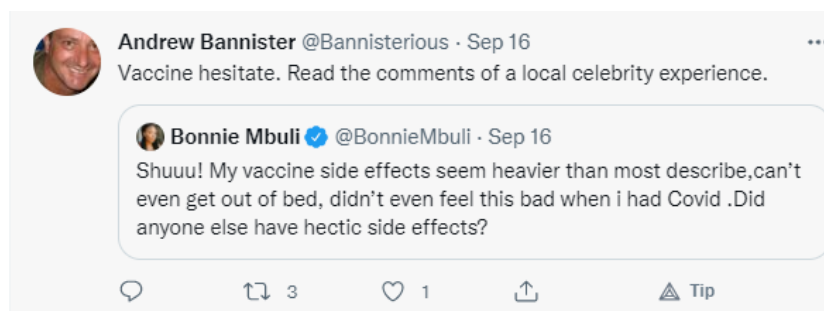 Andrew Bannister @Bannisterious · Sep 16
Vaccine hesitate. Read the comments of a local celebrity experience.
Bonnie Mbuli @BonnieMbuli · Sep 16
Shuuu! My vaccine side effects seem heavier than most describe,can't
even get out of bed, didn't even feel this bad when i had Covid .Did
anyone else have hectic side effects?
3 1 Tip